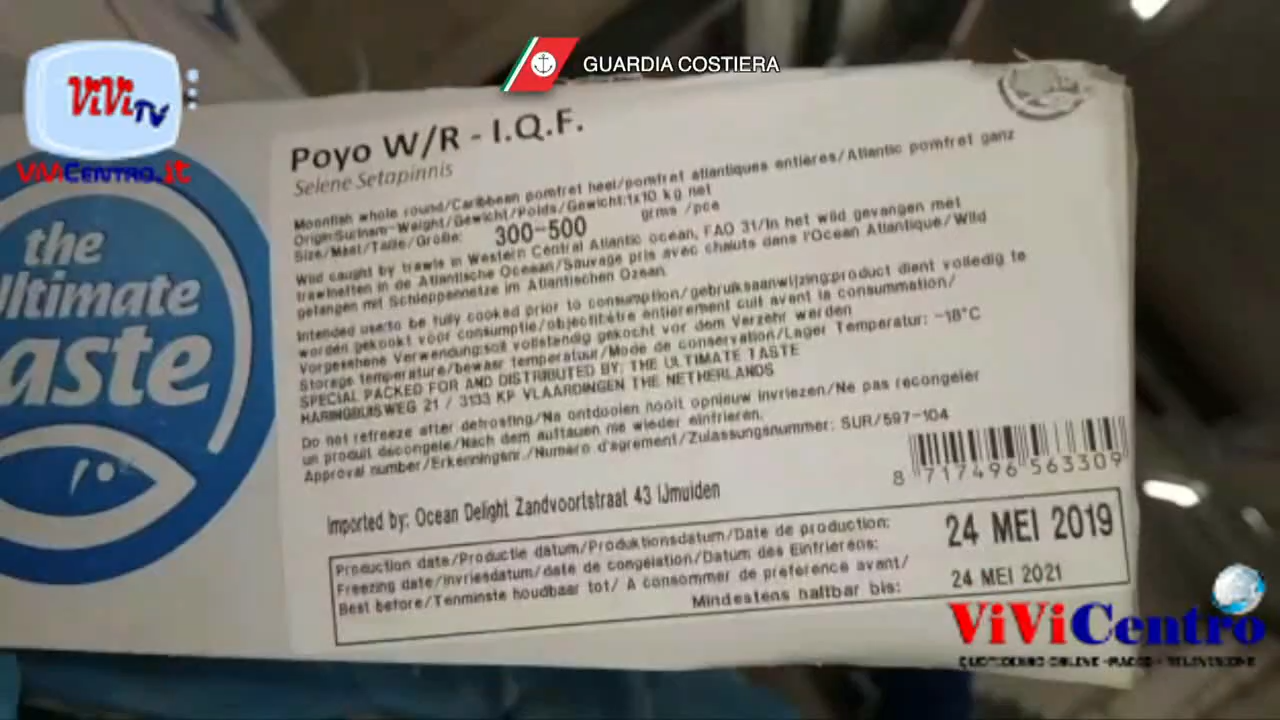 ViVi TV
GUARDIA COSTIERA
ViViCentro.it
the
Ultimate
aste
Poyo W/R - I.Q.F.
Selene Setapinnis
Moonfish whole round/Caribbean pomfret heel/pomfret atlantiques entières/Atlantic pomfret ganz
Origin:Surinam-Weight/Gewicht/Poids/Gewicht:1x10 kg net
Size/Maat/Taille/Große: 300-500 grms /pce
Wild caught by trawls in Western Central Atlantic ocean, FAO 31/In het wild gevangen met
trawlnetten in de Atlantische Oceaan/Sauvage pris avec chaluts dans l'Ocean Atlantique/Wild
gefangen mit Schleppennetze im Atlantischen Ozean.
Intended use:to be fully cooked prior to consumption/gebruiksaanwijzing:product dient volledig te
worden gekookt voor consumptie/objectif:être entierement cuit avant la consummation/
Vorgesehene Verwendung:soll vollständig gekocht vor dem Verzehr werden
Storage temperature/bewaar temperatuur/Mode de conservation/Lager Temperatur: -18°C
SPECIAL PACKED FOR AND DISTRIBUTED BY: THE ULTIMATE TASTE
HARINGBUISWEG 21 / 3133 KP VLAARDINGEN THE NETHERLANDS
Do not refreeze after defrosting/Na ontdooien nooit opnieuw invriezen/Ne pas recongeler
un produit decongele/Nach dem auftauen nie wieder einfrieren.
Approval number/Erkenningsnr./Numero d'agrement/Zulassungsnummer: SUR/597-104
8 717496 563309
Imported by: Ocean Delight Zandvoortstraat 43 IJmuiden
Production date/Productie datum/Produktionsdatum/Date de production: 24 MEI 2019
Freezing date/invriesdatum/date de congelation/Datum des Einfrierens:
Best before/Tenminste houdbaar tot/ A consommer de preference avant/ 24 MEI 2021
Mindestens haltbar bis:
ViViCentro
QUOTIDIANO ONLINE - RADIO - TELEVISIONE